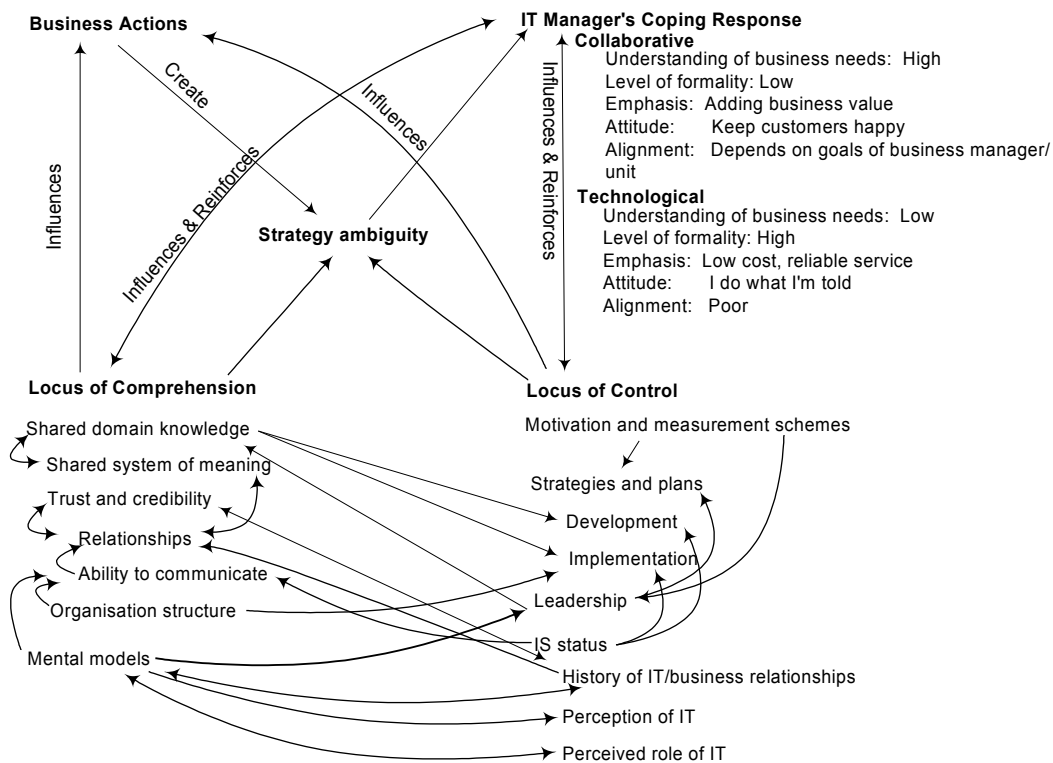 Business Actions
IT Manager's Coping Response
Collaborative
Understanding of business needs: High
Level of formality: Low
Emphasis: Adding business value
Attitude: Keep customers happy
Alignment: Depends on goals of business manager/
unit
Technological
Understanding of business needs: Low
Level of formality: High
Emphasis: Low cost, reliable service
Attitude: I do what I'm told
Alignment: Poor
Create
Influences
Influences & Reinforces
Influences
Influences & Reinforces
Strategy ambiguity
Locus of Comprehension
Shared domain knowledge
Shared system of meaning
Trust and credibility
Relationships
Ability to communicate
Organisation structure
Mental models
Locus of Control
Motivation and measurement schemes
Strategies and plans
Development
Implementation
Leadership
IS status
History of IT/business relationships
Perception of IT
Perceived role of IT